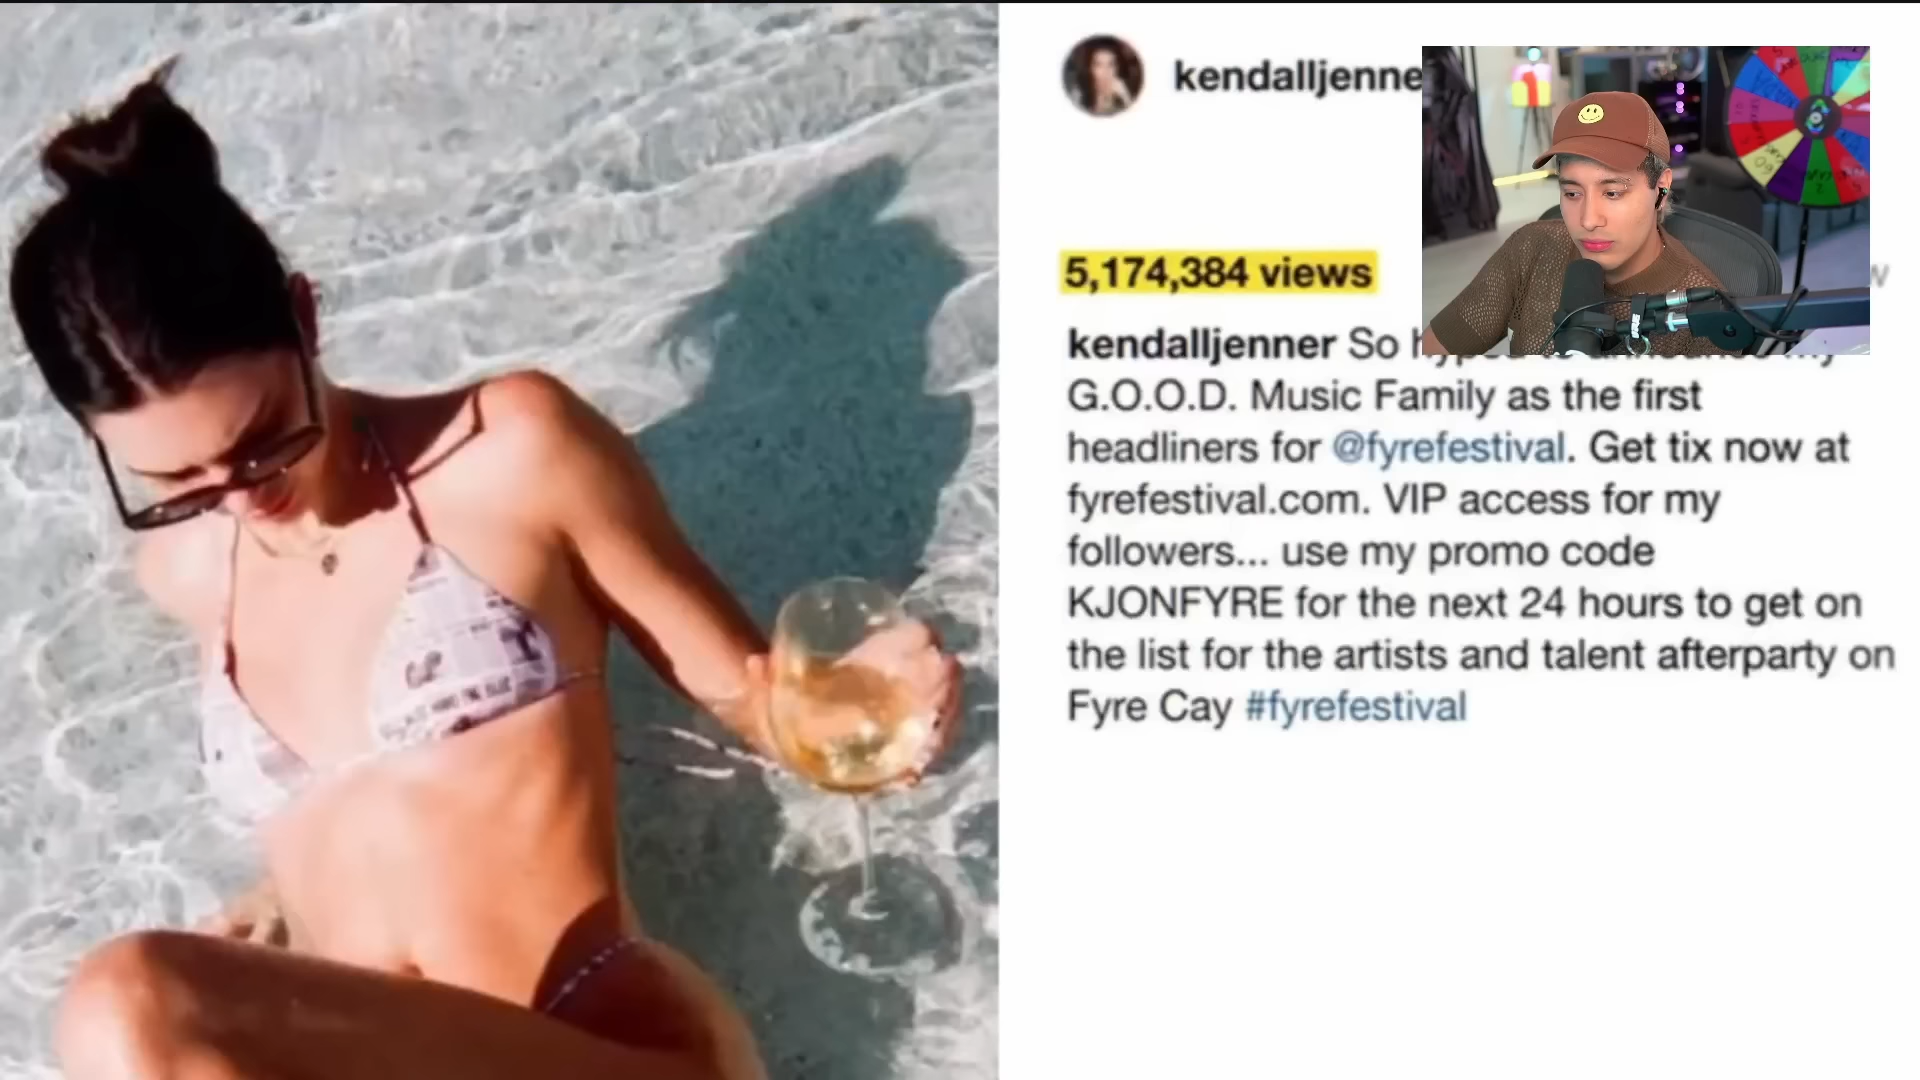 kendalljenne
5,174,384 views
kendalljenner So
G.O.O.D. Music Family as the first
headliners for @fyrefestival. Get tix now at
fyrefestival.com. VIP access for my
followers... use my promo code
KJONFYRE for the next 24 hours to get on
the list for the artists and talent afterparty on
Fyre Cay #fyrefestival